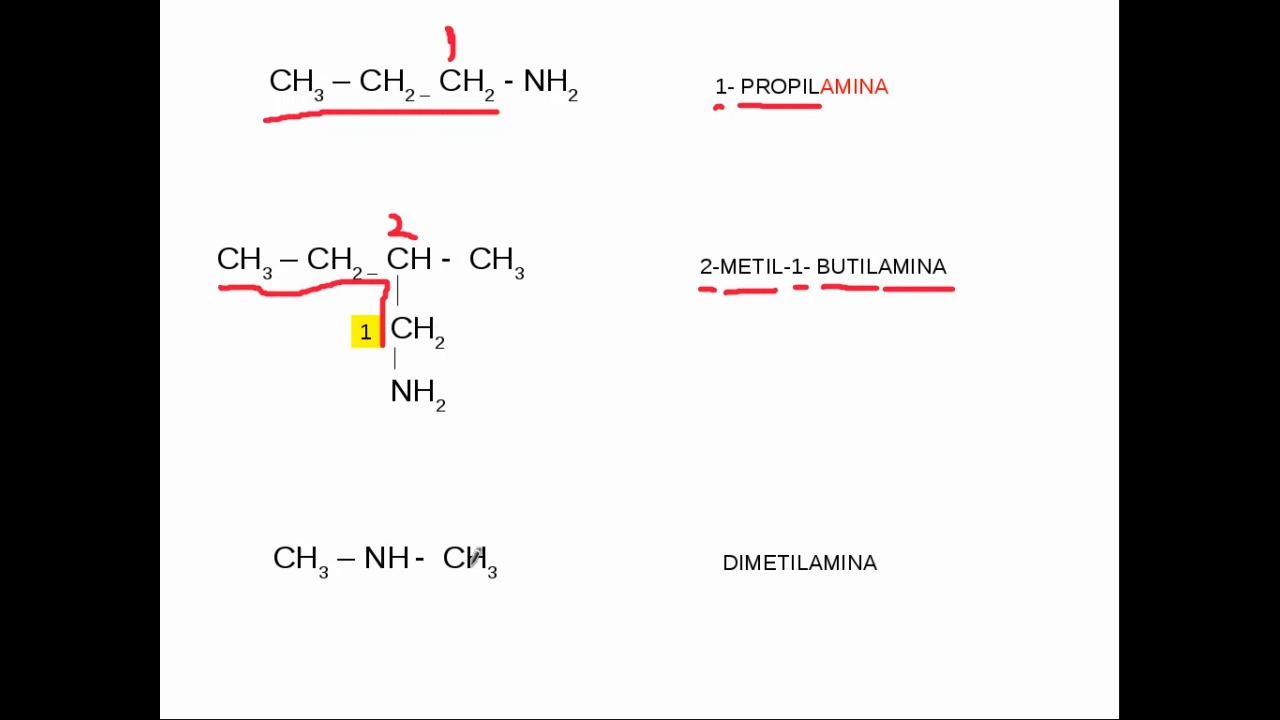 1
CH₃ – CH₂ – CH₂ - NH₂ 1- PROPILAMINA
2
CH₃ – CH₂ – CH - CH₃ 2-METIL-1- BUTILAMINA
|
1 CH₂
|
NH₂
CH₃ – NH - CH₃ DIMETILAMINA